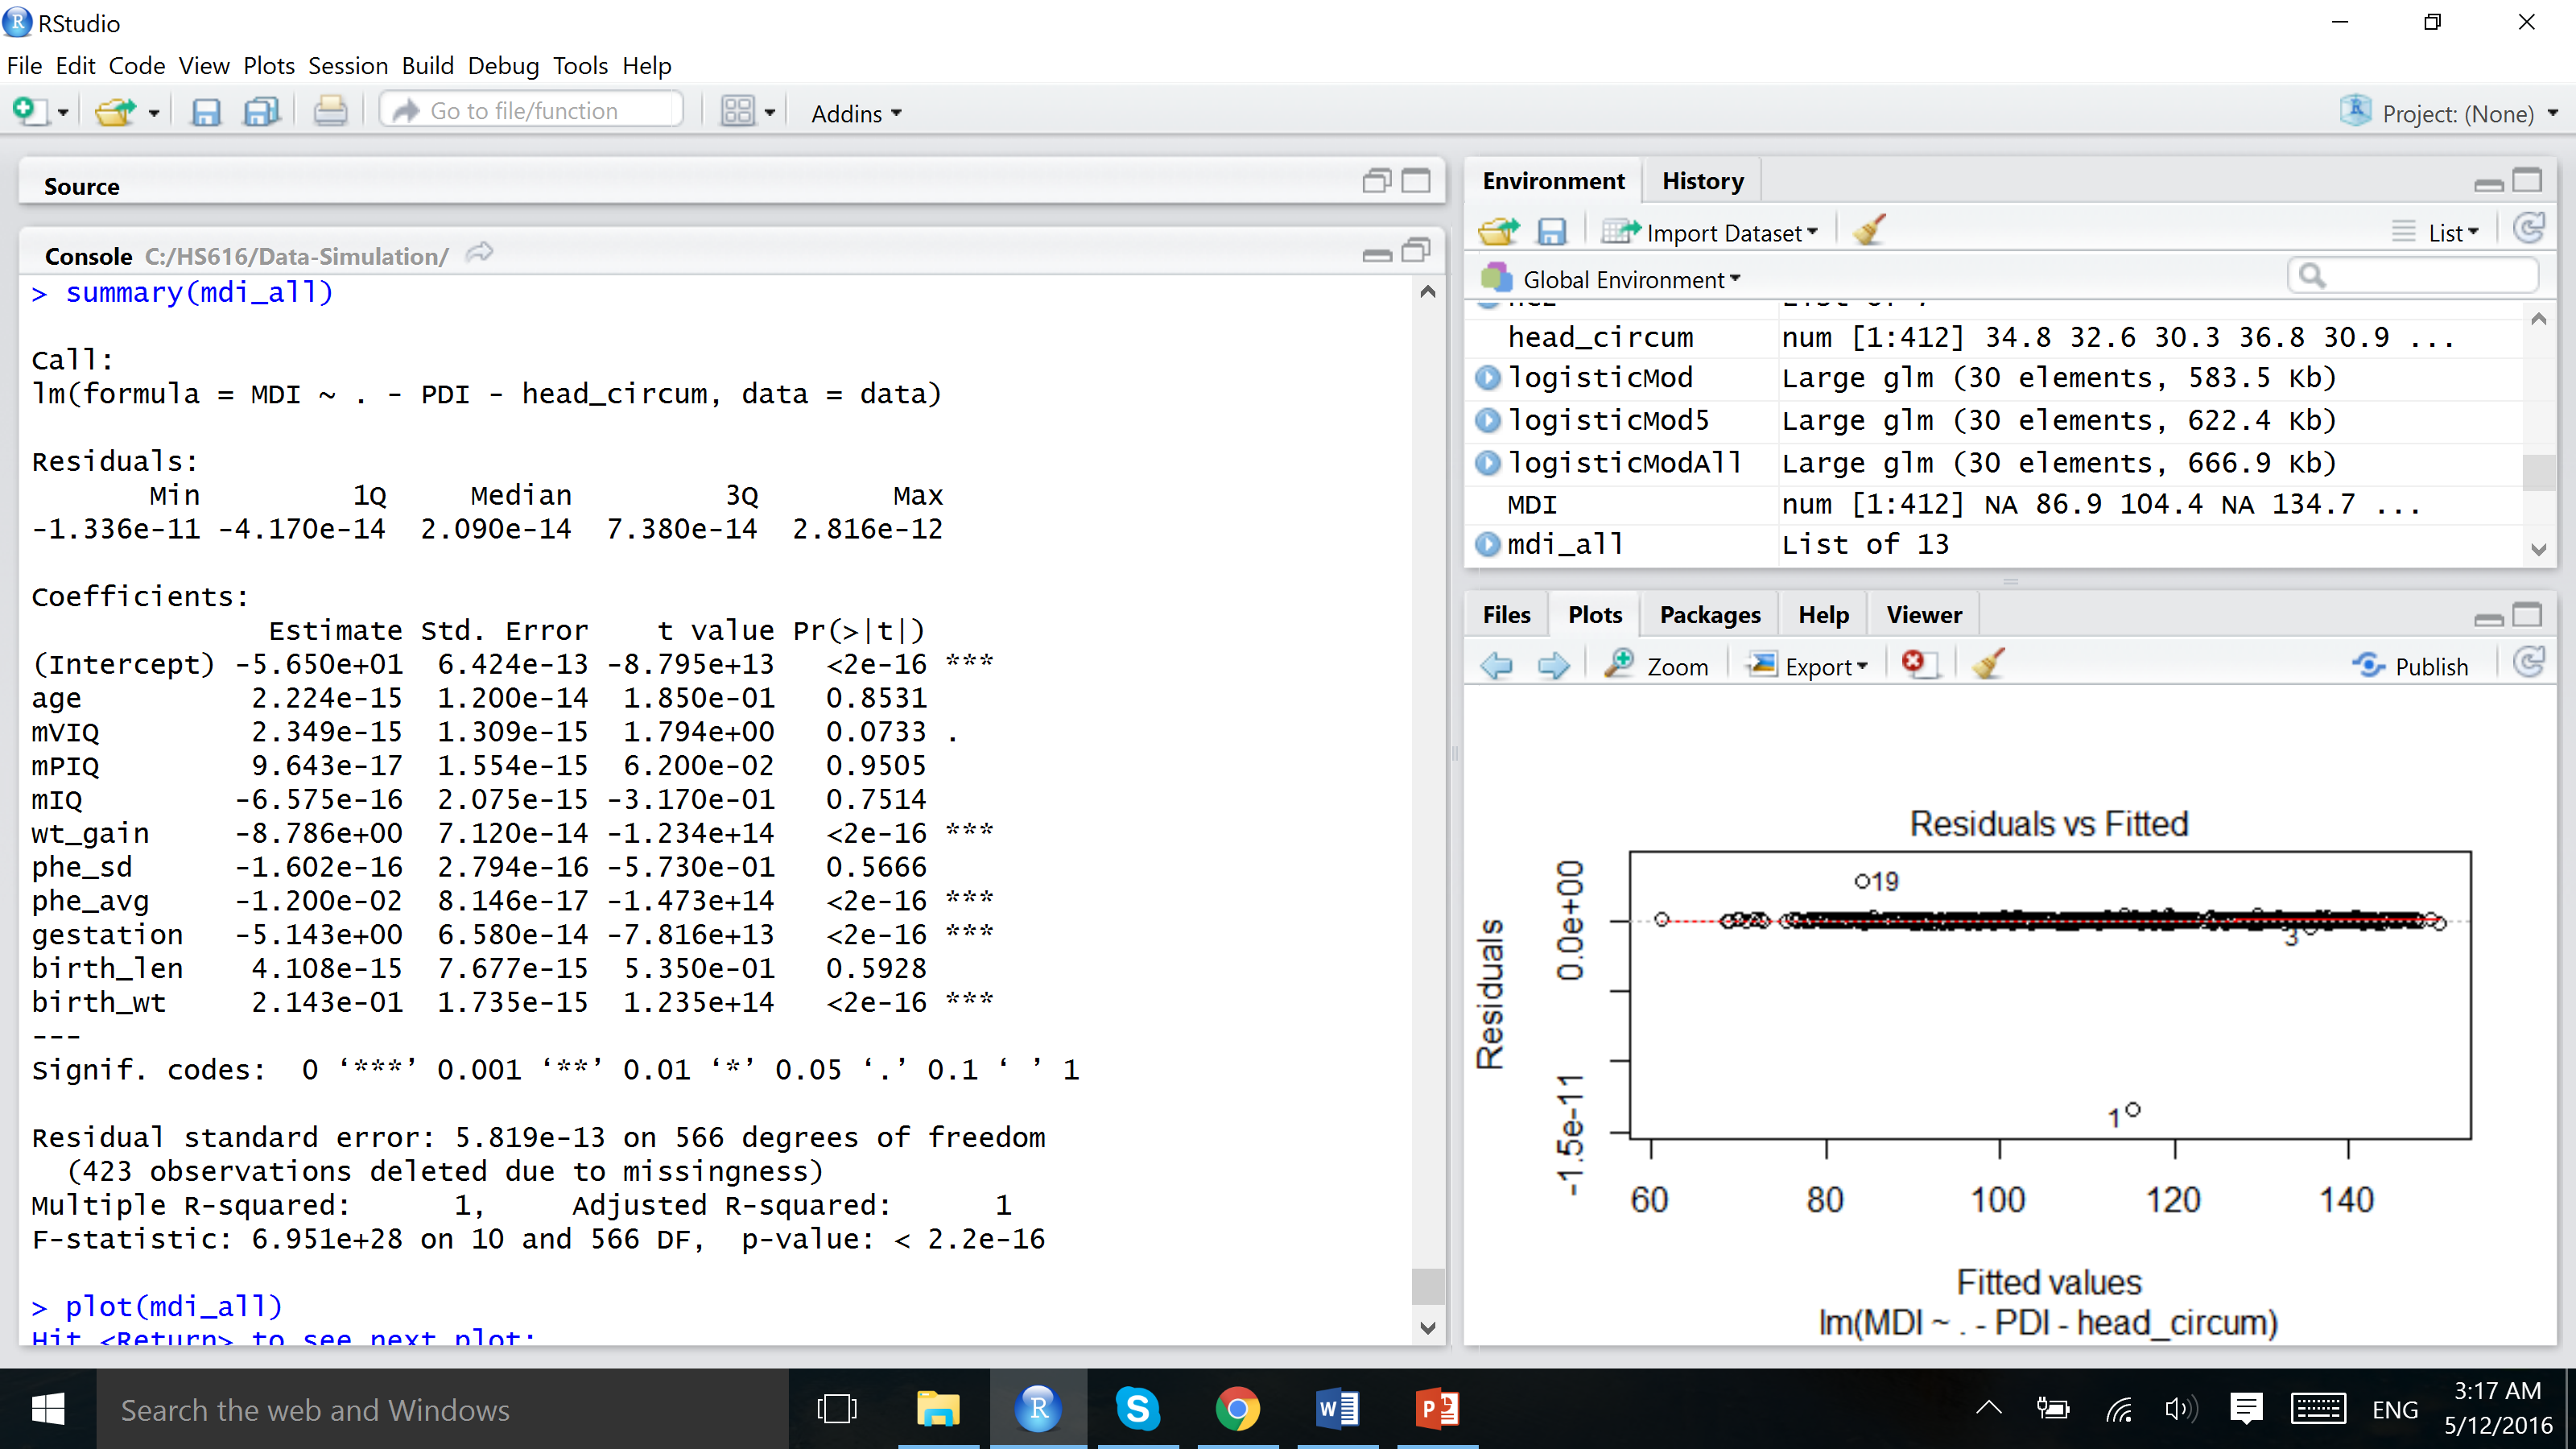 RStudio
File Edit Code View Plots Session Build Debug Tools Help
Go to file/function
Addins
Project: (None)
Source
Console C:/HS616/Data-Simulation/
> summary(mdi_all)
Call:
lm(formula = MDI ~ . - PDI - head_circum, data = data)
Residuals:
Min 1Q Median 3Q Max
-1.336e-11 -4.170e-14 2.090e-14 7.380e-14 2.816e-12
Coefficients:
Estimate Std. Error t value Pr(>|t|)
(Intercept) -5.650e+01 6.424e-13 -8.795e+13 <2e-16 ***
age 2.224e-15 1.200e-14 1.850e-01 0.8531
mVIQ 2.349e-15 1.309e-15 1.794e+00 0.0733 .
mPIQ 9.643e-17 1.554e-15 6.200e-02 0.9505
mIQ -6.575e-16 2.075e-15 -3.170e-01 0.7514
wt_gain -8.786e+00 7.120e-14 -1.234e+14 <2e-16 ***
phe_sd -1.602e-16 2.794e-16 -5.730e-01 0.5666
phe_avg -1.200e-02 8.146e-17 -1.473e+14 <2e-16 ***
gestation -5.143e+00 6.580e-14 -7.816e+13 <2e-16 ***
birth_len 4.108e-15 7.677e-15 5.350e-01 0.5928
birth_wt 2.143e-01 1.735e-15 1.235e+14 <2e-16 ***
---
Signif. codes: 0 ‘***’ 0.001 ‘**’ 0.01 ‘*’ 0.05 ‘.’ 0.1 ‘ ’ 1
Residual standard error: 5.819e-13 on 566 degrees of freedom
(423 observations deleted due to missingness)
Multiple R-squared: 1, Adjusted R-squared: 1
F-statistic: 6.951e+28 on 10 and 566 DF, p-value: < 2.2e-16
> plot(mdi_all)
Hit <Return> to see next plot:
Environment History
Import Dataset List
Global Environment
head_circum num [1:412] 34.8 32.6 30.3 36.8 30.9 ...
logisticMod Large glm (30 elements, 583.5 Kb)
logisticMod5 Large glm (30 elements, 622.4 Kb)
logisticModAll Large glm (30 elements, 666.9 Kb)
MDI num [1:412] NA 86.9 104.4 NA 134.7 ...
mdi_all List of 13
Files Plots Packages Help Viewer
Zoom Export Publish
Residuals vs Fitted
Residuals
0.0e+00
-1.5e-11
19
3
1
60 80 100 120 140
Fitted values
lm(MDI ~ . - PDI - head_circum)
Search the web and Windows
ENG
3:17 AM
5/12/2016